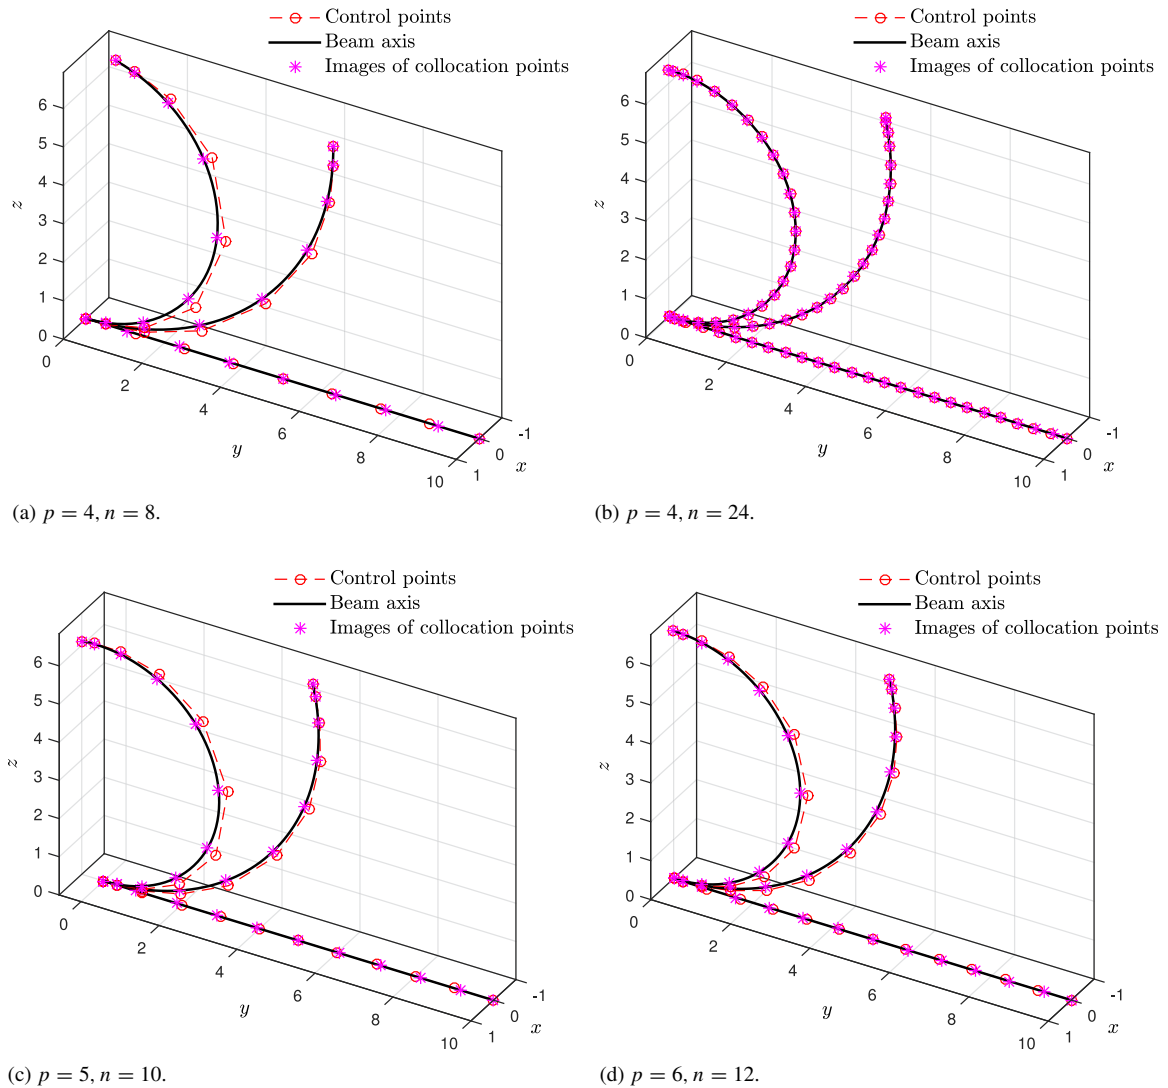 Control points
Beam axis
Images of collocation points
z
6
5
4
3
2
1
0
0
2
4
6
8
10
y
-1
0
1
x
(a) p = 4, n = 8.
Control points
Beam axis
Images of collocation points
z
6
5
4
3
2
1
0
0
2
4
6
8
10
y
-1
0
1
x
(b) p = 4, n = 24.
Control points
Beam axis
Images of collocation points
z
6
5
4
3
2
1
0
0
2
4
6
8
10
y
-1
0
1
x
(c) p = 5, n = 10.
Control points
Beam axis
Images of collocation points
z
6
5
4
3
2
1
0
0
2
4
6
8
10
y
-1
0
1
x
(d) p = 6, n = 12.